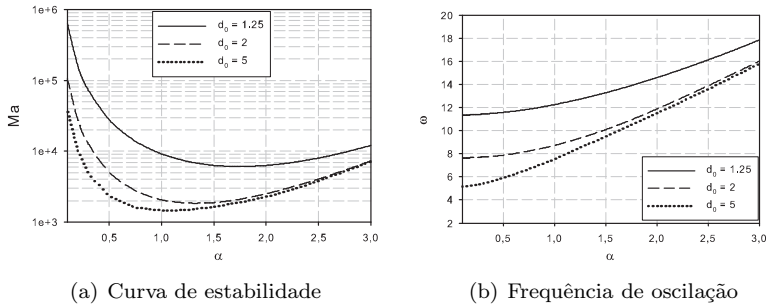 1e+6
1e+5
1e+4
1e+3
Ma
d₀ = 1.25
d₀ = 2
d₀ = 5
0,5
1,0
1,5
2,0
2,5
3,0
α
(a) Curva de estabilidade
20
18
16
14
12
10
8
6
4
2
ω
d₀ = 1.25
d₀ = 2
d₀ = 5
0,5
1,0
1,5
2,0
2,5
3,0
α
(b) Frequência de oscilação